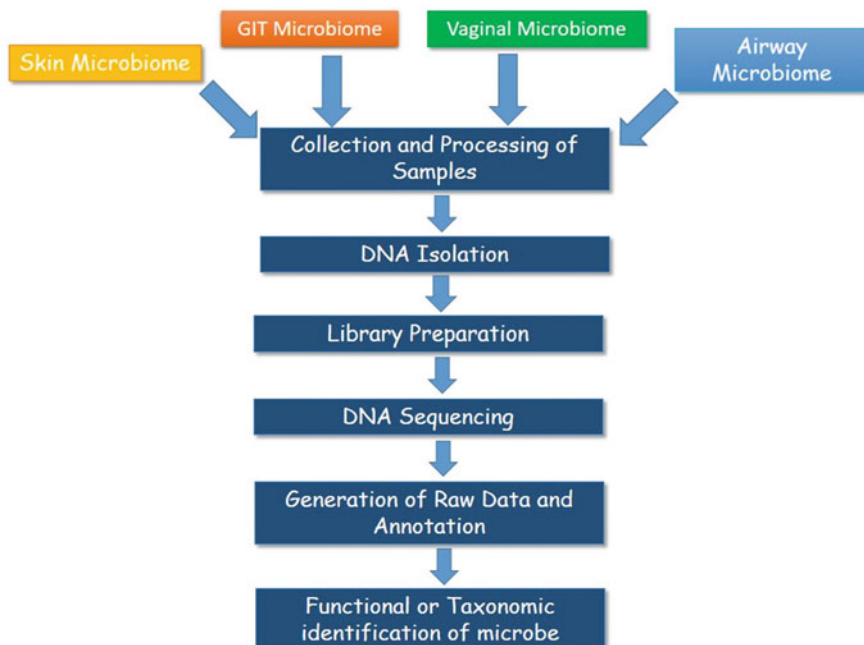 GIT Microbiome
Vaginal Microbiome
Skin Microbiome
Airway
Microbiome
Collection and Processing of
Samples
DNA Isolation
Library Preparation
DNA Sequencing
Generation of Raw Data and
Annotation
Functional or Taxonomic
identification of microbe